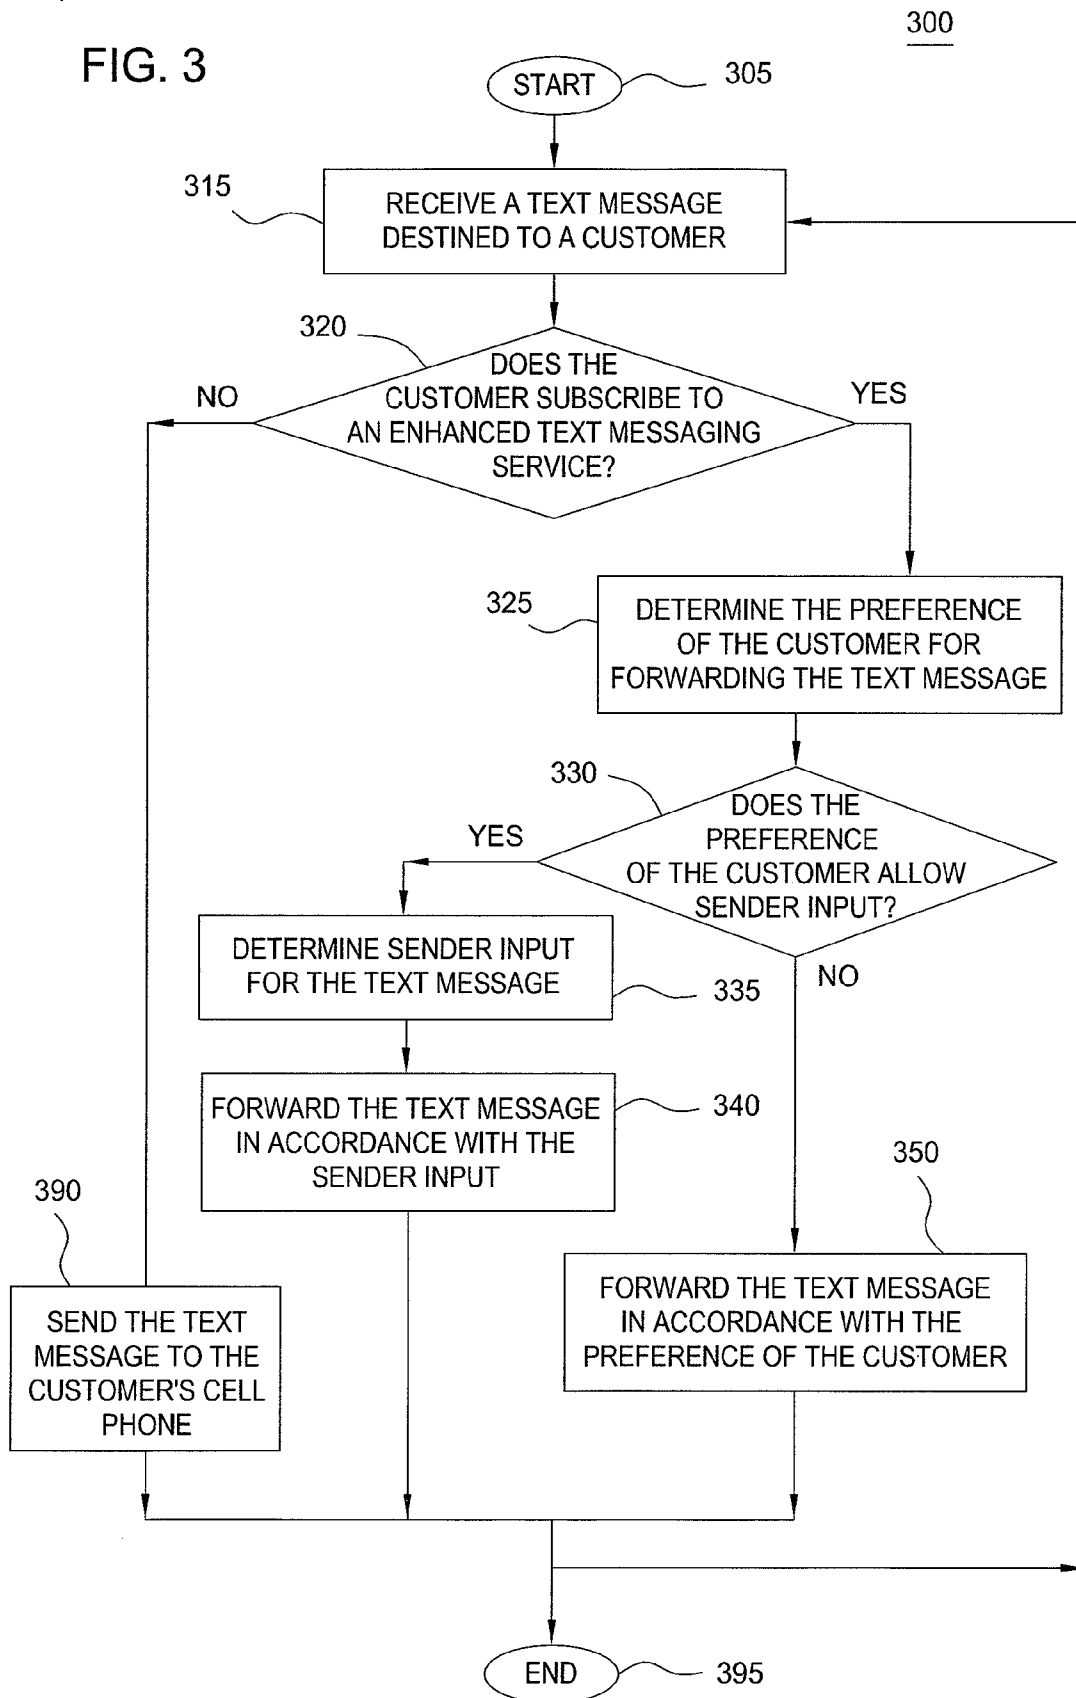 300
FIG. 3
START
305
315
RECEIVE A TEXT MESSAGE
DESTINED TO A CUSTOMER
320
DOES THE
CUSTOMER SUBSCRIBE TO
AN ENHANCED TEXT MESSAGING
SERVICE?
NO
YES
325
DETERMINE THE PREFERENCE
OF THE CUSTOMER FOR
FORWARDING THE TEXT MESSAGE
330
DOES THE
PREFERENCE
OF THE CUSTOMER ALLOW
SENDER INPUT?
YES
NO
DETERMINE SENDER INPUT
FOR THE TEXT MESSAGE
335
FORWARD THE TEXT MESSAGE
IN ACCORDANCE WITH THE
SENDER INPUT
340
350
FORWARD THE TEXT MESSAGE
IN ACCORDANCE WITH THE
PREFERENCE OF THE CUSTOMER
390
SEND THE TEXT
MESSAGE TO THE
CUSTOMER'S CELL
PHONE
END
395